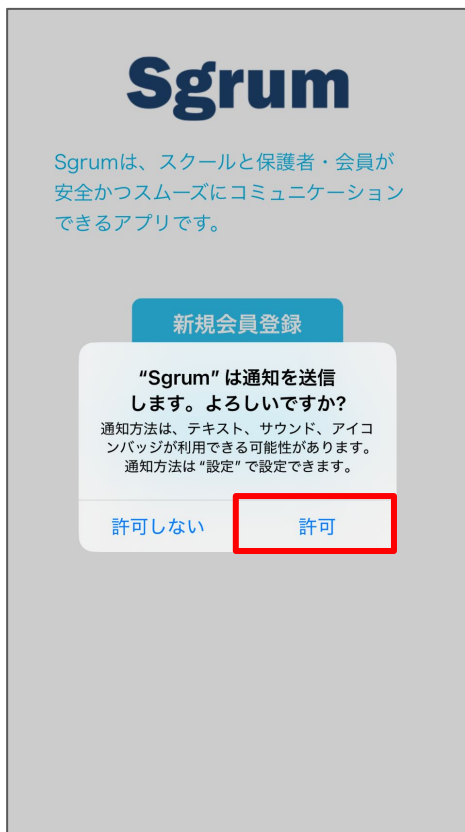 Sgrum
Sgrumは、スクールと保護者・会員が
安全かつスムーズにコミュニケーション
できるアプリです。
新規会員登録
“Sgrum”は通知を送信
します。よろしいですか?
通知方法は、テキスト、サウンド、アイコ
ンバッジが利用できる可能性があります。
通知方法は“設定”で設定できます。
許可しない
許可